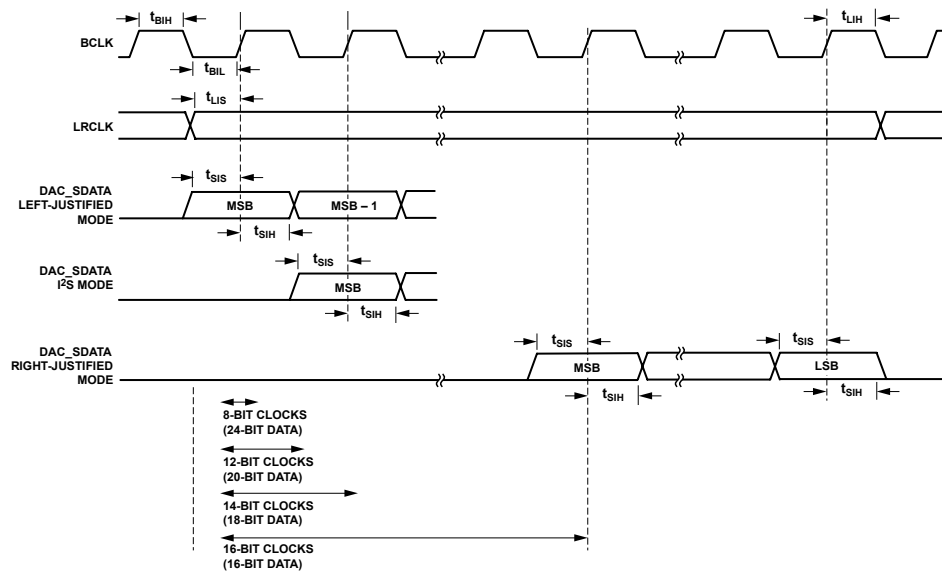 tBIH
tLIH
BCLK
tBIL
tLIS
LRCLK
tSIS
DAC_SDATA
LEFT-JUSTIFIED
MODE
MSB
MSB – 1
tSIH
tSIS
DAC_SDATA
I2S MODE
MSB
tSIH
DAC_SDATA
RIGHT-JUSTIFIED
MODE
tSIS
tSIS
MSB
LSB
tSIH
tSIH
8-BIT CLOCKS
(24-BIT DATA)
12-BIT CLOCKS
(20-BIT DATA)
14-BIT CLOCKS
(18-BIT DATA)
16-BIT CLOCKS
(16-BIT DATA)